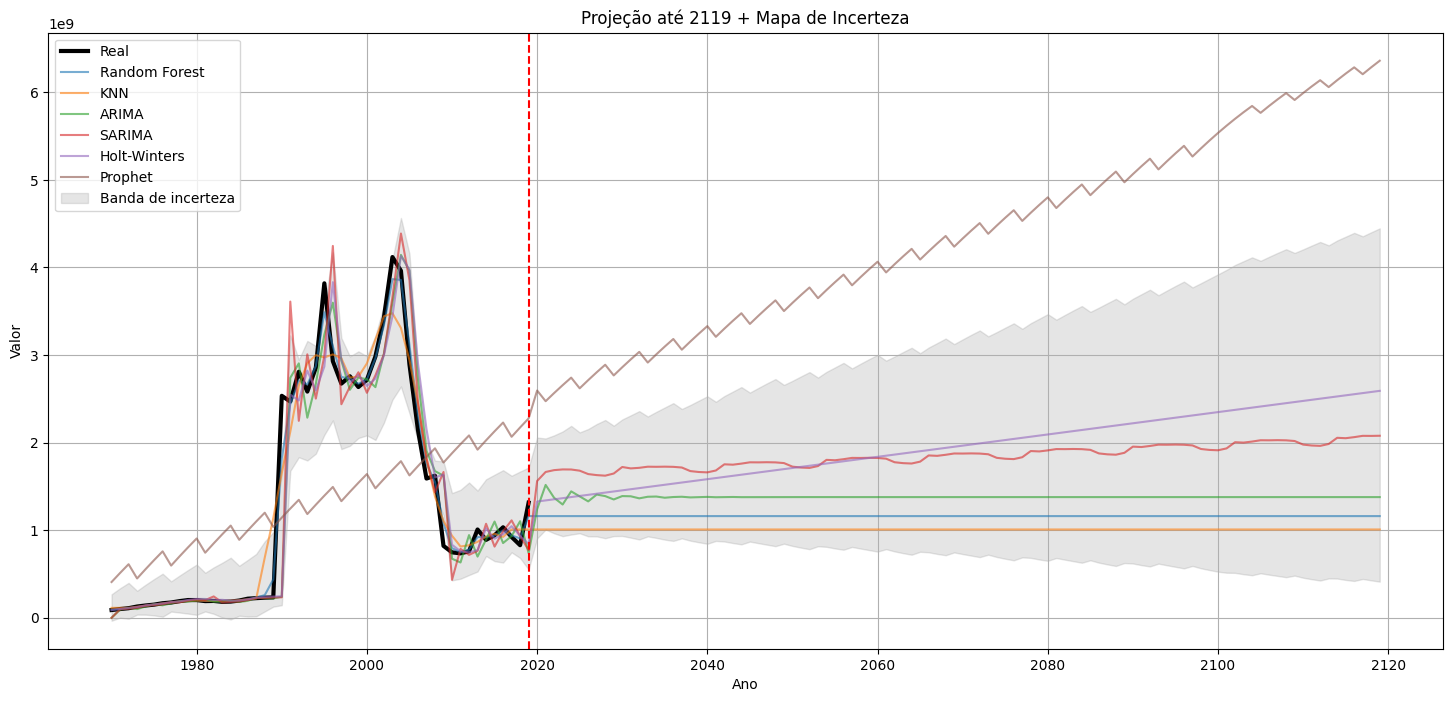 Projeção até 2119 + Mapa de Incerteza
1e9
Real
Random Forest
KNN
ARIMA
SARIMA
Holt-Winters
Prophet
Banda de incerteza
6
5
4
3
2
1
0
Valor
1980 2000 2020 2040 2060 2080 2100 2120
Ano